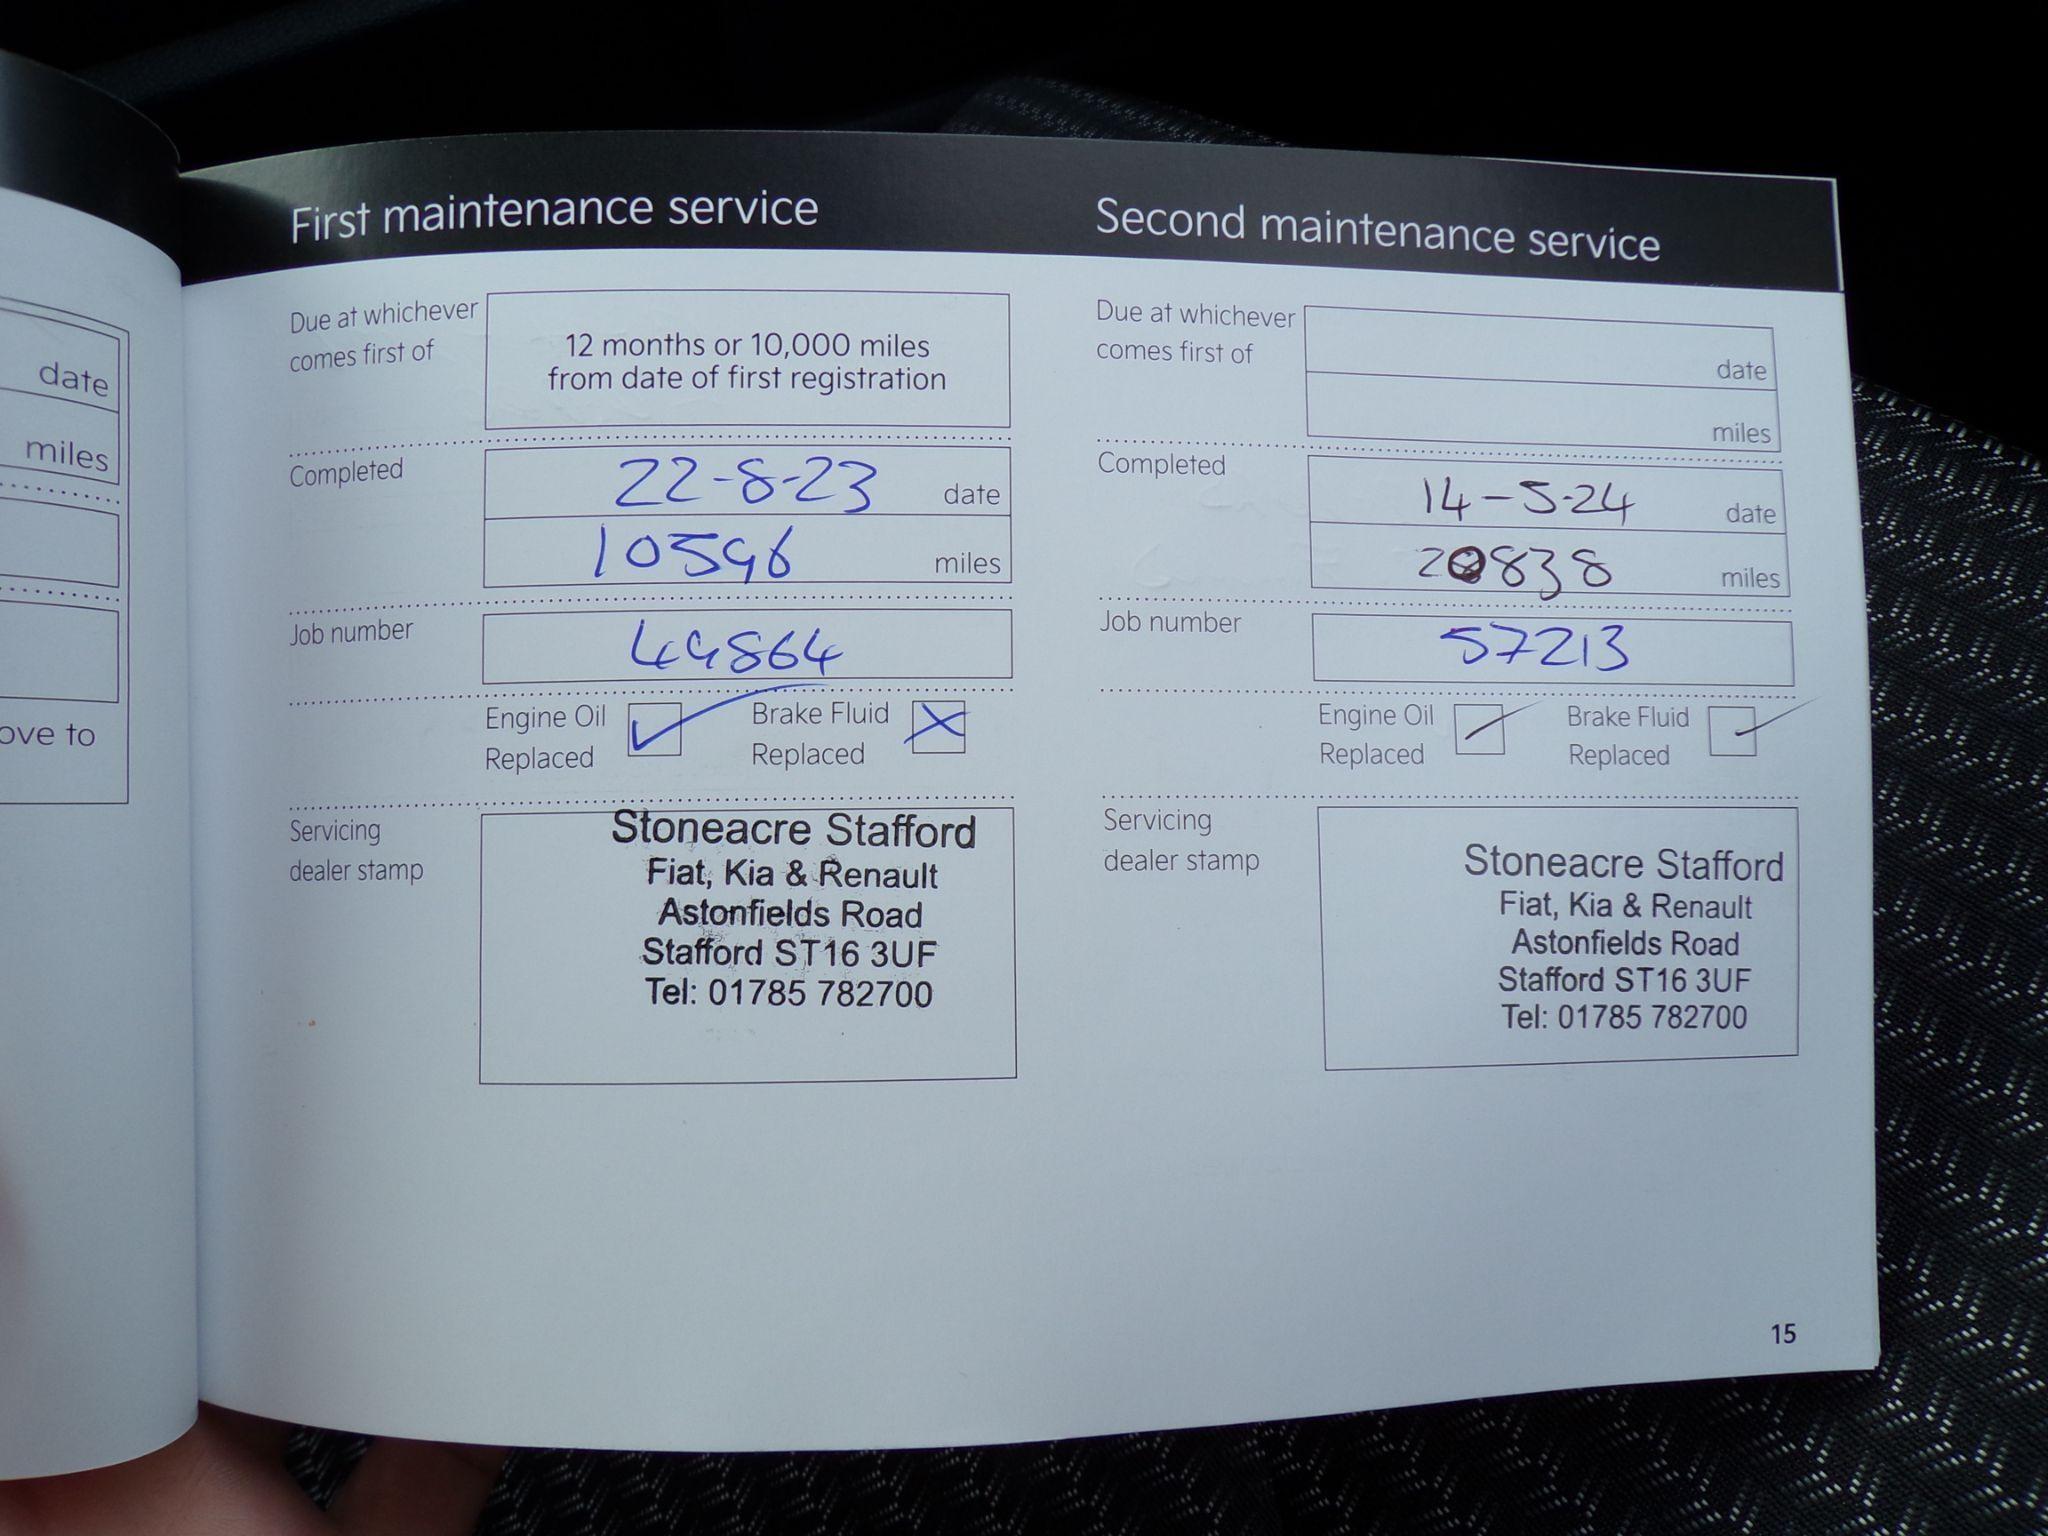 date
miles
ove to
First maintenance service
Due at whichever
comes first of
12 months or 10,000 miles
from date of first registration
Completed
22-8-23 date
10596 miles
Job number
49864
Engine Oil
Replaced
Brake Fluid
Replaced
Servicing
dealer stamp
Stoneacre Stafford
Fiat, Kia & Renault
Astonfields Road
Stafford ST16 3UF
Tel: 01785 782700
Second maintenance service
Due at whichever
comes first of
date
miles
Completed
14-5-24 date
20838 miles
Job number
57213
Engine Oil
Replaced
Brake Fluid
Replaced
Servicing
dealer stamp
Stoneacre Stafford
Fiat, Kia & Renault
Astonfields Road
Stafford ST16 3UF
Tel: 01785 782700
15